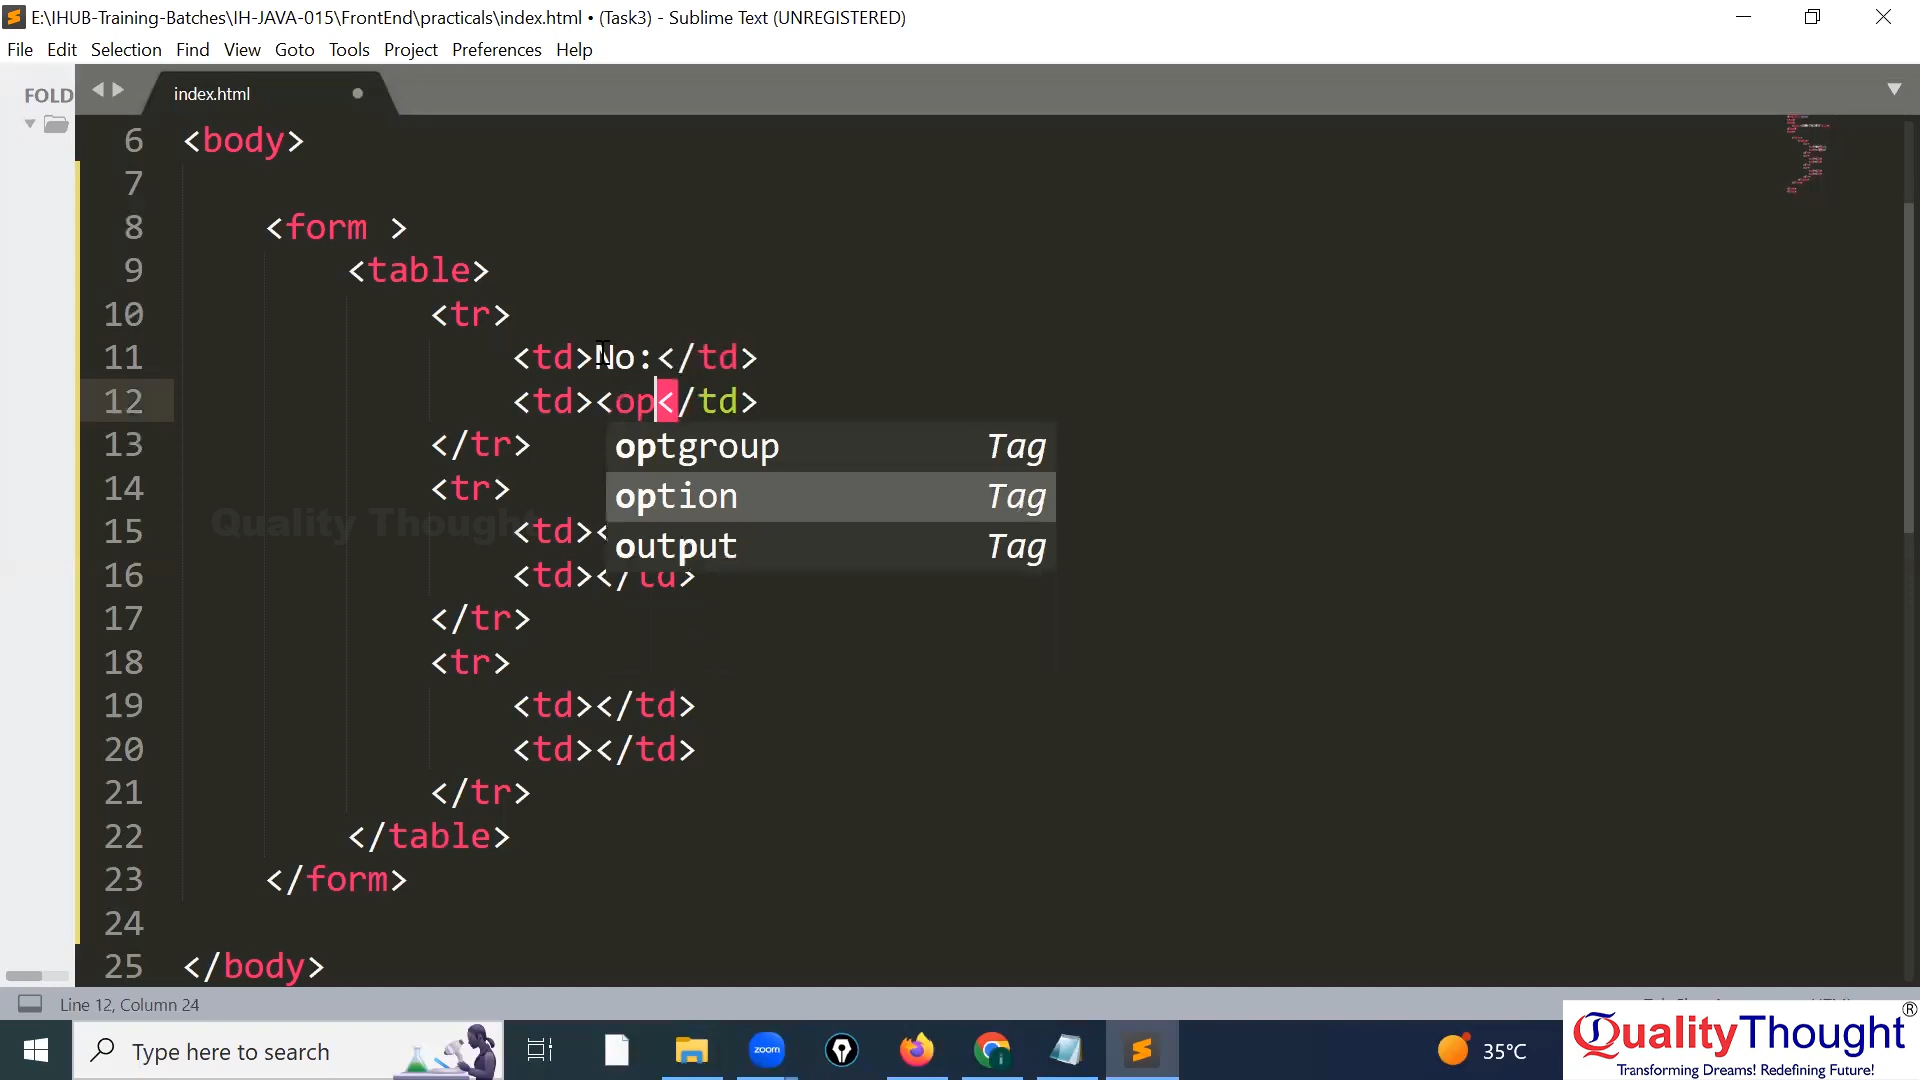 E:\IHUB-Training-Batches\IH-JAVA-015\FrontEnd\practicals\index.html • (Task3) - Sublime Text (UNREGISTERED)
File Edit Selection Find View Goto Tools Project Preferences Help
FOLD
index.html
6 <body>
7
8 <form >
9 <table>
10 <tr>
11 <td>No:</td>
12 <td><op</td>
optgroup Tag
option Tag
output Tag
13 </tr>
14 <tr>
15 <td><
16 <td></td>
17 </tr>
18 <tr>
19 <td></td>
20 <td></td>
21 </tr>
22 </table>
23 </form>
24
25 </body>
Quality Thought
Line 12, Column 24
Type here to search
zoom
35°C
QualityThought®
Transforming Dreams! Redefining Future!